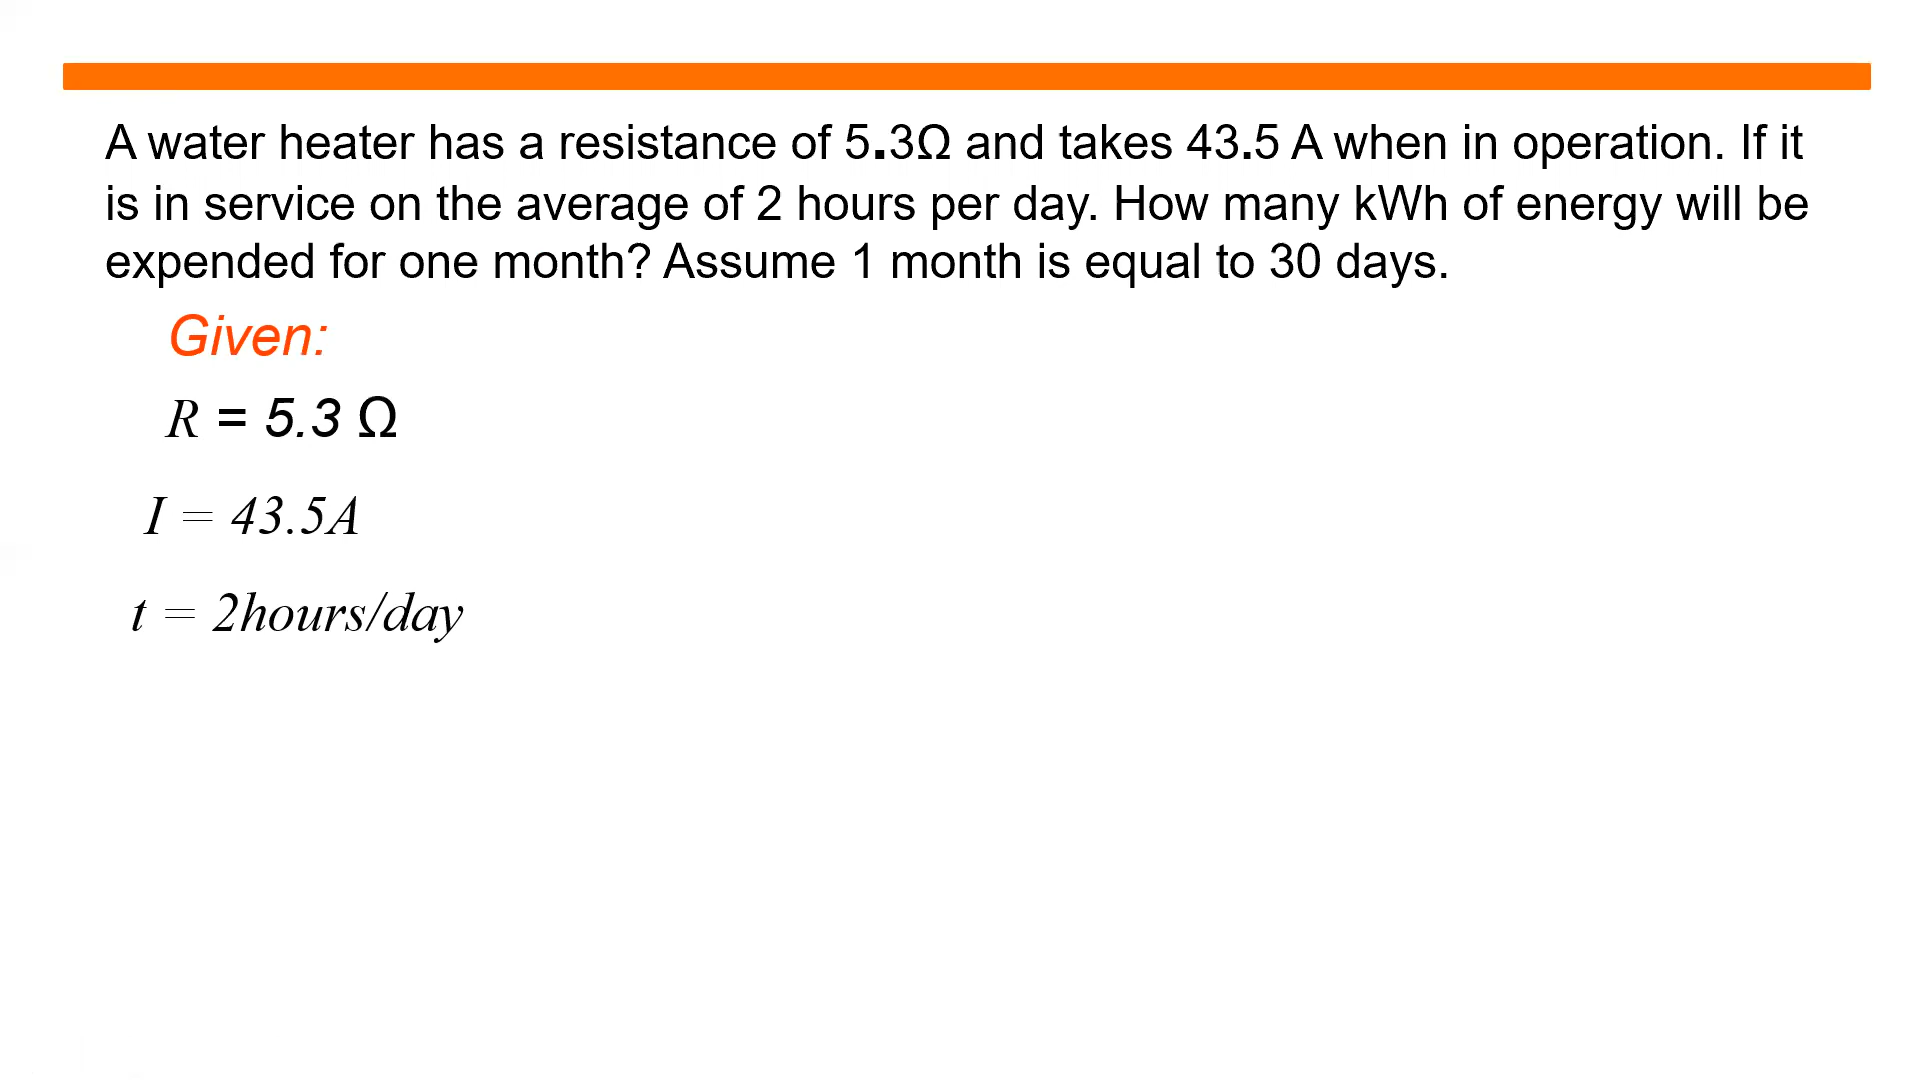 A water heater has a resistance of 5.3Ω and takes 43.5 A when in operation. If it
is in service on the average of 2 hours per day. How many kWh of energy will be
expended for one month? Assume 1 month is equal to 30 days.
Given:
R = 5.3 Ω
I = 43.5A
t = 2hours/day